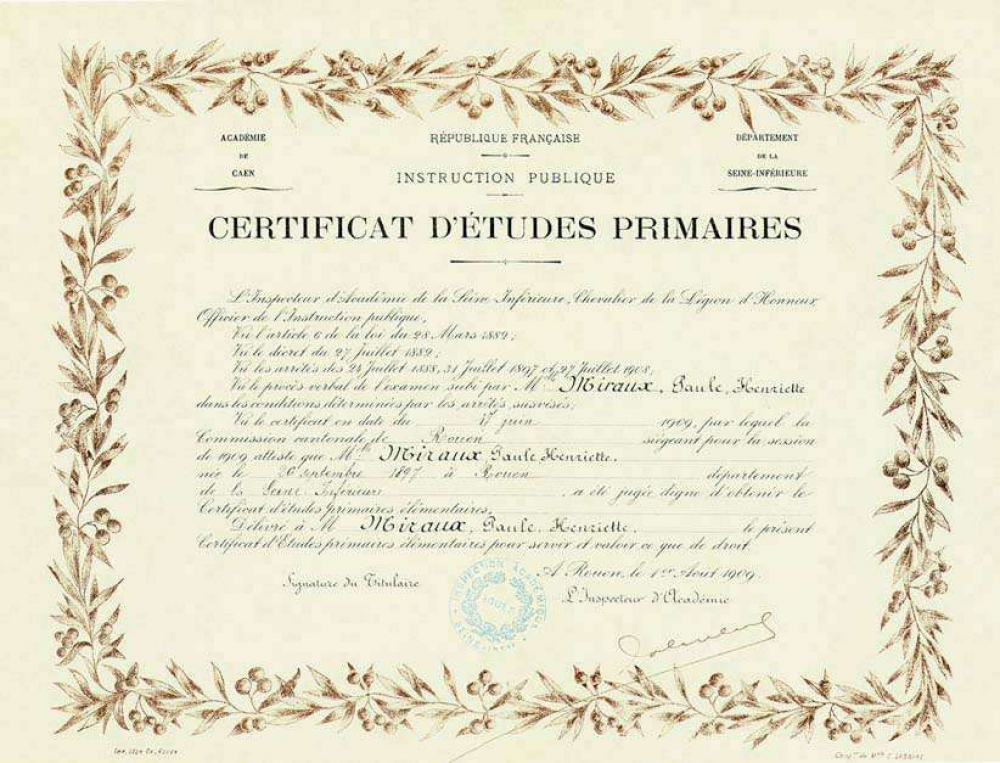 ACADÉMIE
DE
CAEN
RÉPUBLIQUE FRANÇAISE
INSTRUCTION PUBLIQUE
DÉPARTEMENT
DE LA
SEINE-INFÉRIEURE
CERTIFICAT D'ÉTUDES PRIMAIRES
L'Inspecteur d'Académie de la Seine Inférieure, Chevalier de la Légion d'Honneur,
Officier de l'Instruction publique,
Vu l'article 6 de la loi du 28 Mars 1882;
Vu le décret du 27 Juillet 1882;
Vu les arrêtés des 24 Juillet 1888, 31 Juillet 1897 et 27 Juillet 1908;
Vu le procès verbal de l'examen subi par Mlle Miraux, Paule, Henriette
dans les conditions déterminées par les arrêtés susvisés;
Vu le certificat en date du 17 juin 1909, par lequel la
Commission cantonale de Rouen siégeant pour la session
de 1909 atteste que Mlle Miraux Paule Henriette.
née le septembre 1897 à Rouen département
de la Seine Inférieure, a été jugée digne d'obtenir le
Certificat d'études primaires élémentaires,
Délivré à M Miraux, Paule, Henriette, le présent
Certificat d'Etudes primaires élémentaires pour servir et valoir ce que de droit
A Rouen, le 1er Août 1909.
Signature du Titulaire
L'Inspecteur d'Académie
INSPECTION ACADÉMIQUE